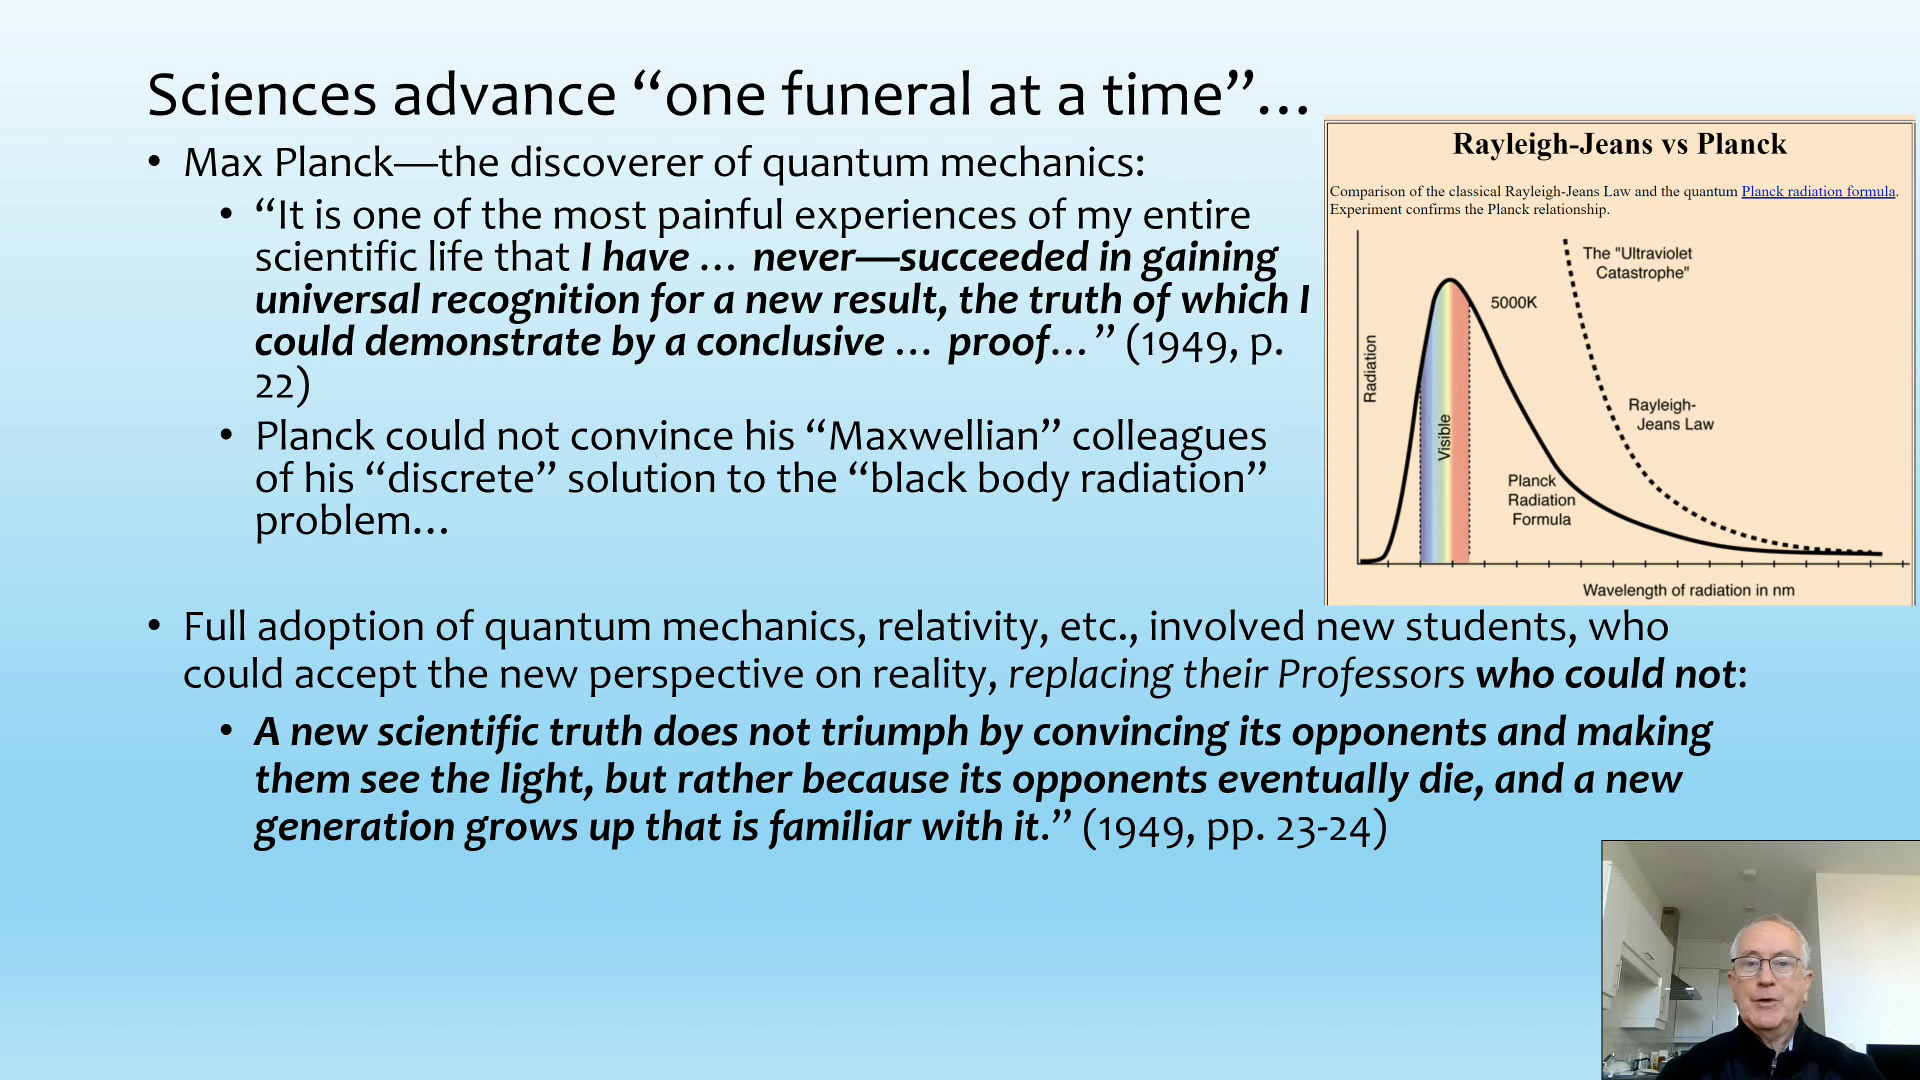 Sciences advance “one funeral at a time”…
• Max Planck—the discoverer of quantum mechanics:
• “It is one of the most painful experiences of my entire
scientific life that I have … never—succeeded in gaining
universal recognition for a new result, the truth of which I
could demonstrate by a conclusive … proof…” (1949, p.
22)
• Planck could not convince his “Maxwellian” colleagues
of his “discrete” solution to the “black body radiation”
problem…
• Full adoption of quantum mechanics, relativity, etc., involved new students, who
could accept the new perspective on reality, replacing their Professors who could not:
• A new scientific truth does not triumph by convincing its opponents and making
them see the light, but rather because its opponents eventually die, and a new
generation grows up that is familiar with it.” (1949, pp. 23-24)
Rayleigh-Jeans vs Planck
Comparison of the classical Rayleigh-Jeans Law and the quantum Planck radiation formula.
Experiment confirms the Planck relationship.
The "Ultraviolet
Catastrophe"
5000K
Radiation
Visible
Rayleigh-
Jeans Law
Planck
Radiation
Formula
Wavelength of radiation in nm